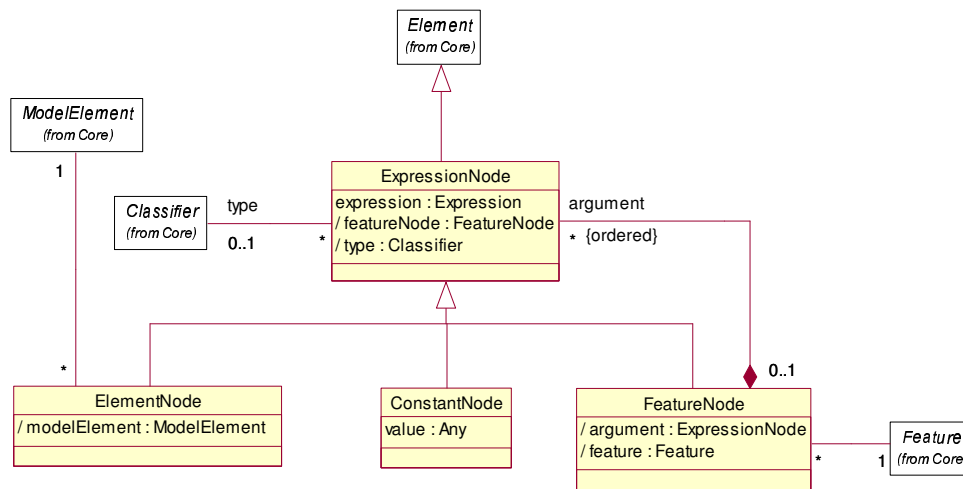 Element
(from Core)
ModelElement
(from Core)
1
ExpressionNode
expression : Expression
/ featureNode : FeatureNode
/ type : Classifier
Classifier
(from Core)
type
0..1
*
argument
* {ordered}
*
0..1
ElementNode
/ modelElement : ModelElement
ConstantNode
value : Any
FeatureNode
/ argument : ExpressionNode
/ feature : Feature
*
1
Feature
(from Core)